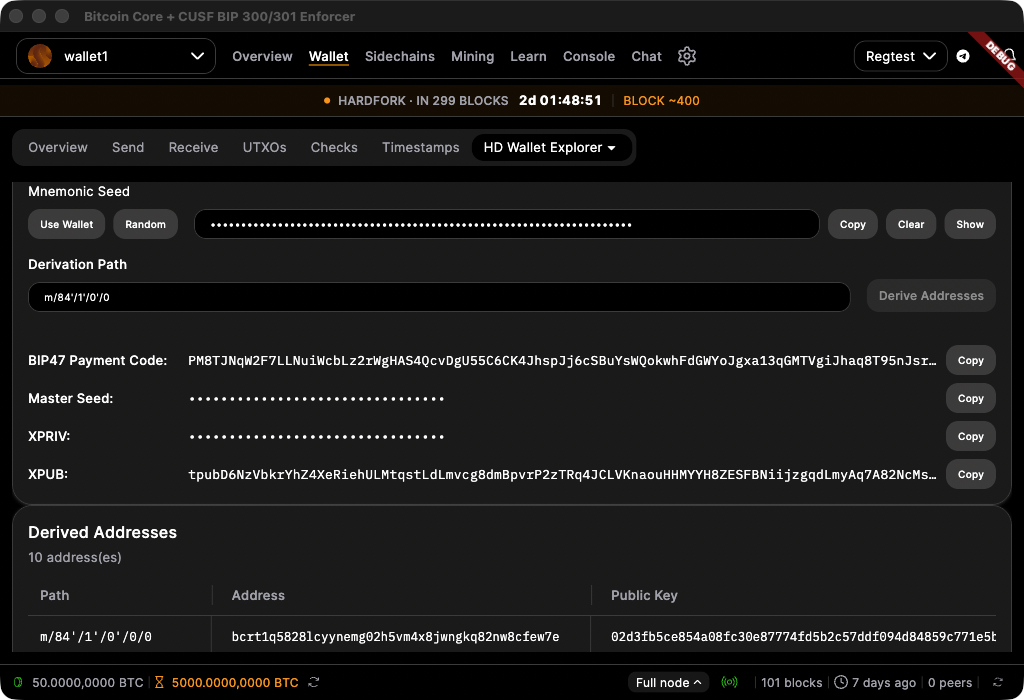 Bitcoin Core + CUSF BIP 300/301 Enforcer
wallet1 Overview Wallet Sidechains Mining Learn Console Chat Regtest DEBUG
HARDFORK · IN 299 BLOCKS 2d 01:48:51 BLOCK ~400
Overview Send Receive UTXOs Checks Timestamps HD Wallet Explorer
Mnemonic Seed
Use Wallet Random Copy Clear Show
Derivation Path
m/84'/1'/0'/0 Derive Addresses
BIP47 Payment Code: PM8TJNqW2F7LLNuiWcbLz2rWgHAS4QcvDgU55C6CK4JhspJj6cSBuYsWQokwhFdGWYoJgxa13qGMTVgiJhaq8T95nJsr… Copy
Master Seed: Copy
XPRIV: Copy
XPUB: tpubD6NzVbkrYhZ4XeRiehULMtqstLdLmvcg8dmBpvrP2zTRq4JCLVKnaouHHMYYH8ZESFBNiijzgqdLmyAq7A82NcMs… Copy
Derived Addresses
10 address(es)
Path Address Public Key
m/84'/1'/0'/0/0 bcrt1q5828lcyynemg02h5vm4x8jwngkq82nw8cfew7e 02d3fb5ce854a08fc30e87774fd5b2c57ddf094d84859c771e5b
50.0000,0000 BTC 5000.0000,0000 BTC Full node 101 blocks 7 days ago 0 peers